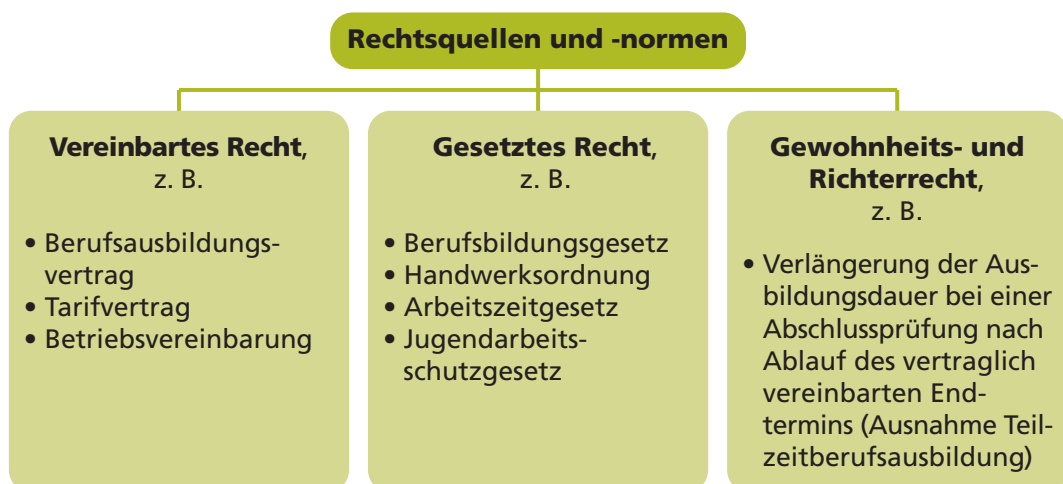 Rechtsquellen und -normen
Vereinbartes Recht,
z. B.
• Berufsausbildungs-
vertrag
• Tarifvertrag
• Betriebsvereinbarung
Gesetztes Recht,
z. B.
• Berufsbildungsgesetz
• Handwerksordnung
• Arbeitszeitgesetz
• Jugendarbeits-
schutzgesetz
Gewohnheits- und
Richterrecht,
z. B.
• Verlängerung der Aus-
bildungsdauer bei einer
Abschlussprüfung nach
Ablauf des vertraglich
vereinbarten End-
termins (Ausnahme Teil-
zeitberufsausbildung)